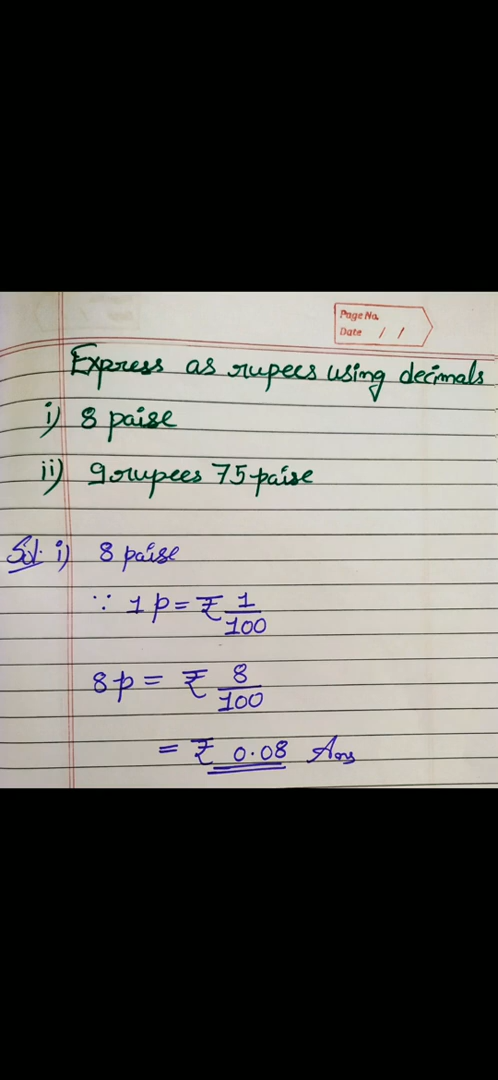 Page No.
Date / /
Express as rupees using decimals
i) 8 paise
ii) 9 rupees 75 paise
Sol. i) 8 paise
∵ 1 p = ₹ 1/100
8p = ₹ 8/100
= ₹ 0.08 Ans